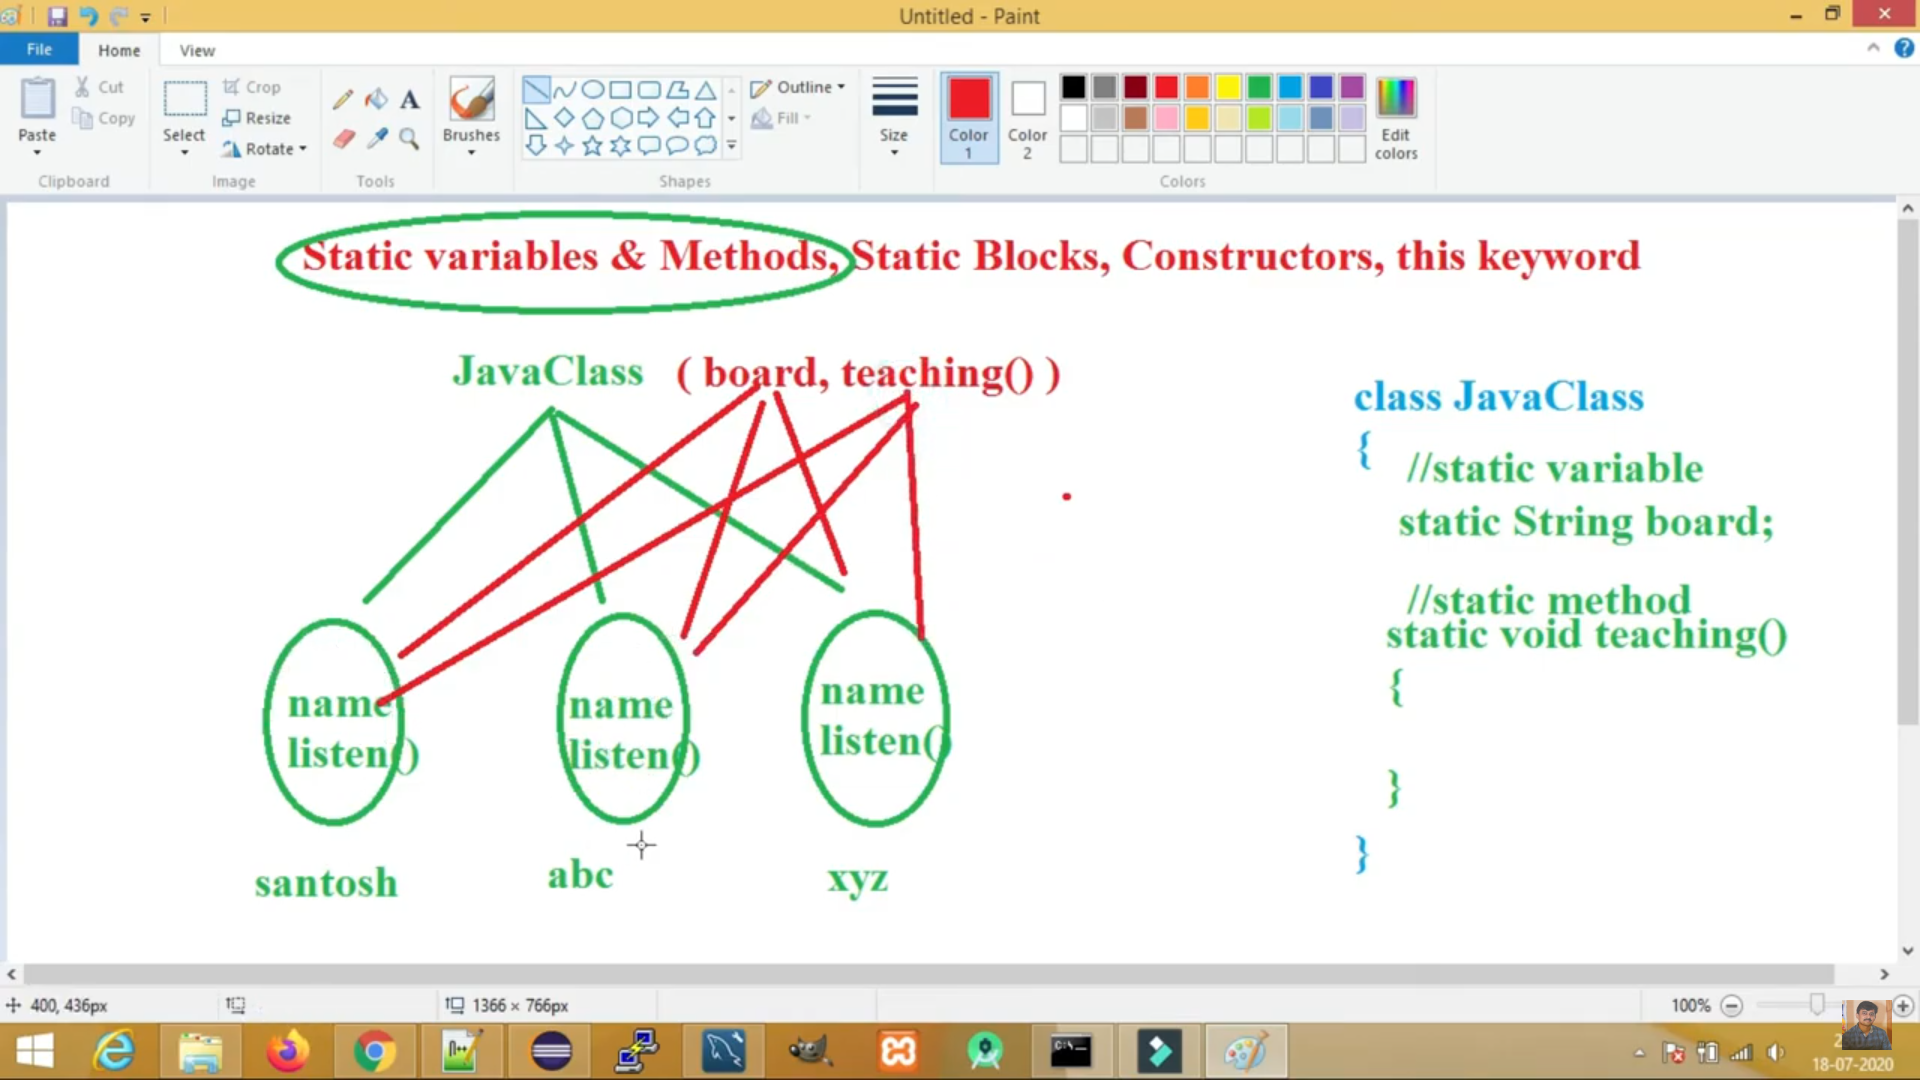 Untitled - Paint
File Home View
Paste
Cut
Copy
Clipboard
Select
Crop
Resize
Rotate
Image
A
Tools
Brushes
Shapes
Outline
Fill
Size
Color 1
Color 2
Edit colors
Colors
Static variables & Methods, Static Blocks, Constructors, this keyword
JavaClass ( board, teaching() )
name
listen()
santosh
name
listen()
abc
name
listen()
xyz
class JavaClass
{
//static variable
static String board;
//static method
static void teaching()
{
}
}
400, 436px
1366 × 766px
100%
18-07-2020